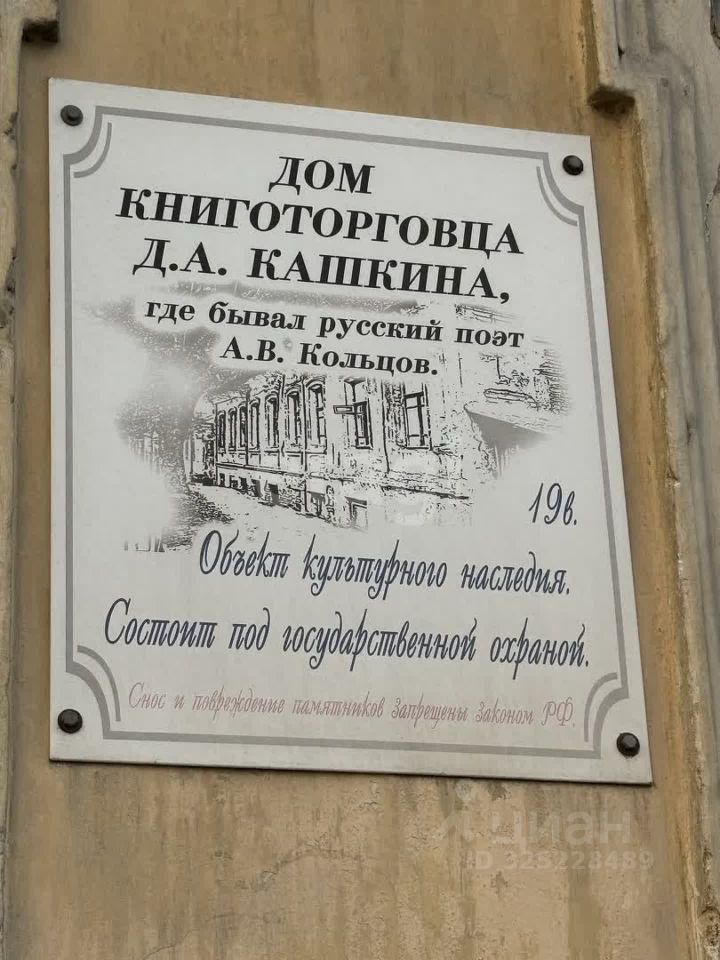 ДОМ
КНИГОТОРГОВЦА
Д.А. КАШКИНА,
где бывал русский поэт
А.В. Кольцов.
19в.
Объект культурного наследия.
Состоит под государственной охраной.
Снос и повреждение памятников запрещены законом РФ.
циан
ID 325228489